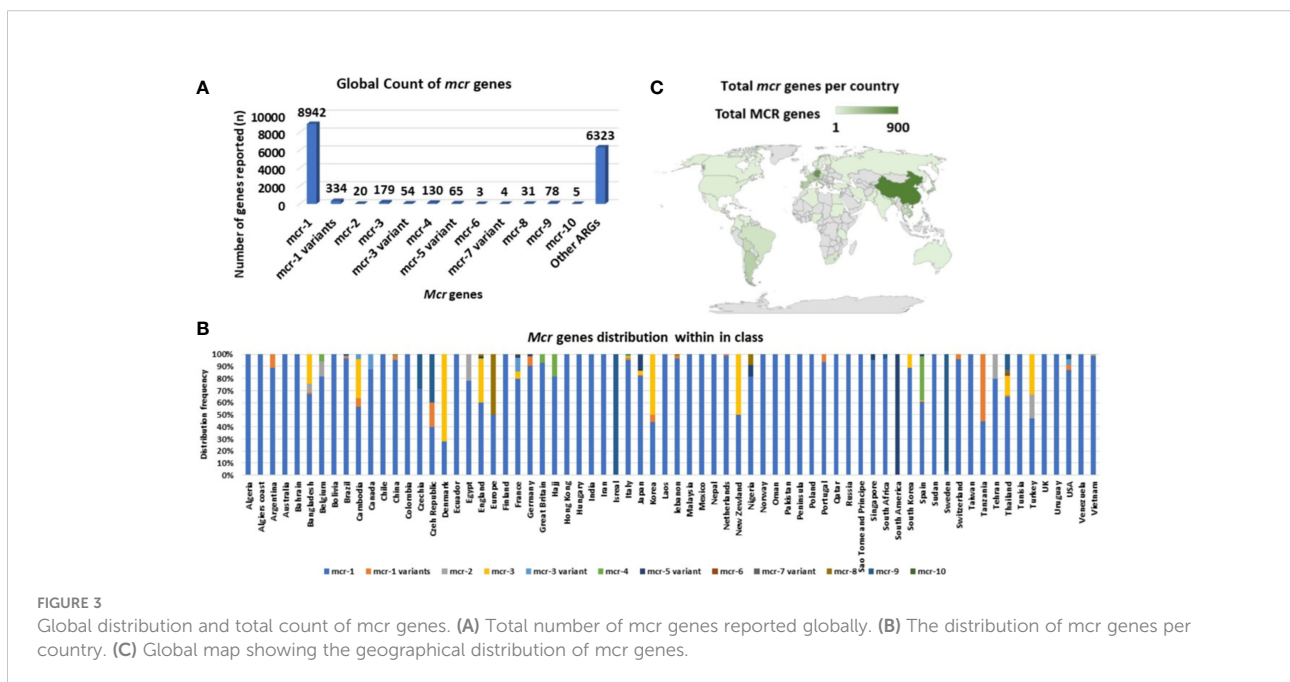 A
Global Count of mcr genes
Number of genes reported (n)
10000
8000
6000
4000
2000
0
8942
334
20
179
54
130
65
3
4
31
78
5
6323
mcr-1
mcr-1 variants
mcr-2
mcr-3
mcr-3 variant
mcr-4
mcr-5 variant
mcr-6
mcr-7 variant
mcr-8
mcr-9
mcr-10
Other ARGs
Mcr genes
C
Total mcr genes per country
Total MCR genes
1 900
B
Mcr genes distribution within in class
Distribution frequency
100%
90%
80%
70%
60%
50%
40%
30%
20%
10%
0%
Algeria
Algiers coast
Argentina
Australia
Bahrain
Bangladesh
Belgium
Bolivia
Brazil
Cambodia
Canada
Chile
China
Colombia
Czechia
Czeh Republic
Denmark
Ecuador
Egypt
England
Europe
Finland
France
Germany
Great Britain
Hajj
Hong Kong
Hungary
India
Iran
Isreal
Italy
Japan
Korea
Laos
lebanon
Malaysia
Mexico
Nepal
Netherlands
New Zewland
Nigeria
Norway
Oman
Pakistan
Peninsula
Poland
Portugal
Qatar
Russia
Sao Tome and Principe
Singapore
South Africa
South America
South Korea
Spain
Sudan
Sweden
Switzerland
Taiwan
Tanzania
Tehran
Thailand
Tunisia
Turkey
UK
Uruguay
USA
Venezuela
Vietnam
mcr-1 mcr-1 variants mcr-2 mcr-3 mcr-3 variant mcr-4 mcr-5 variant mcr-6 mcr-7 variant mcr-8 mcr-9 mcr-10
FIGURE 3
Global distribution and total count of mcr genes. (A) Total number of mcr genes reported globally. (B) The distribution of mcr genes per
country. (C) Global map showing the geographical distribution of mcr genes.